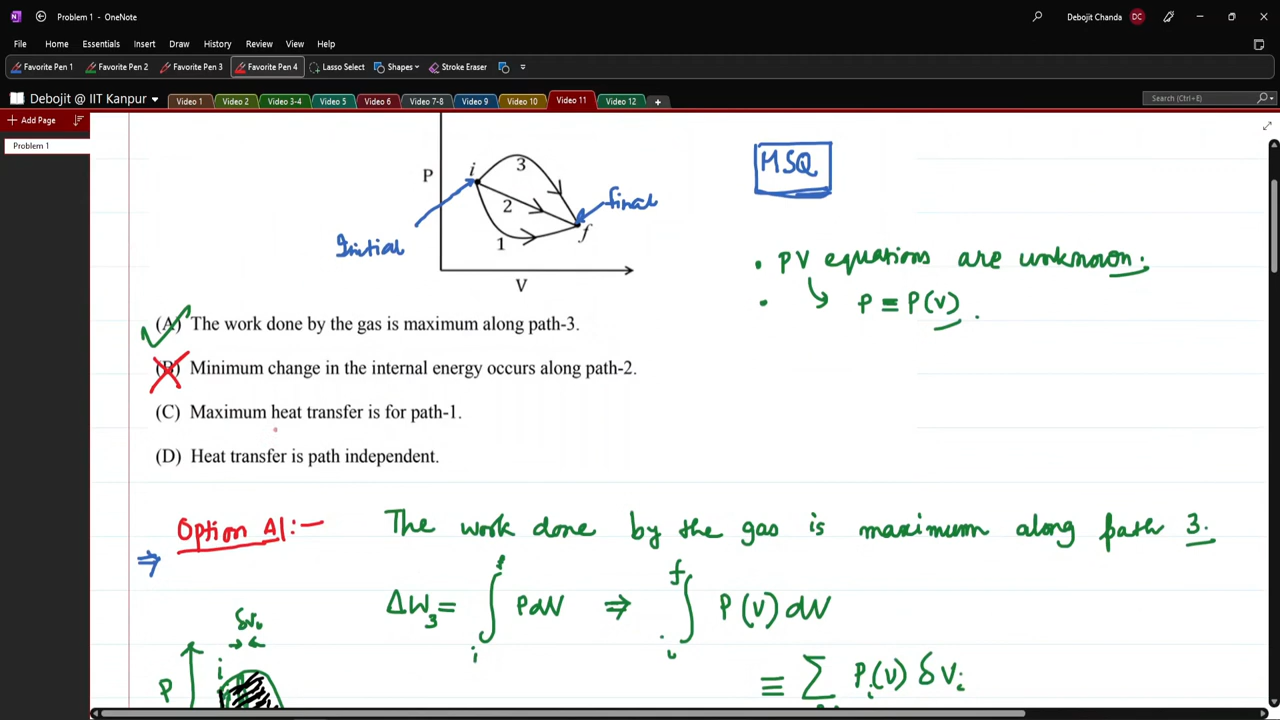 Problem 1 - OneNote
Debojit Chanda DC
File Home Essentials Insert Draw History Review View Help
Favorite Pen 1 Favorite Pen 2 Favorite Pen 3 Favorite Pen 4 Lasso Select Shapes Stroke Eraser
Debojit @ IIT Kanpur Video 1 Video 2 Video 3-4 Video 5 Video 6 Video 7-8 Video 9 Video 10 Video 11 Video 12 + Search (Ctrl+E)
+ Add Page
Problem 1
P
i
3
2
1
f
V
Initial
final
MSQ
• PV equations are unknown.
• P ≡ P(V).
(A) The work done by the gas is maximum along path-3.
(B) Minimum change in the internal energy occurs along path-2.
(C) Maximum heat transfer is for path-1.
(D) Heat transfer is path independent.
Option A|:- The work done by the gas is maximum along path 3.
⇒
ΔW₃ = ∫ᵢᶠ PdV ⇒ ∫ᵢᶠ P(V) dV
≡ Σ Pᵢ(V) δVᵢ
P
i